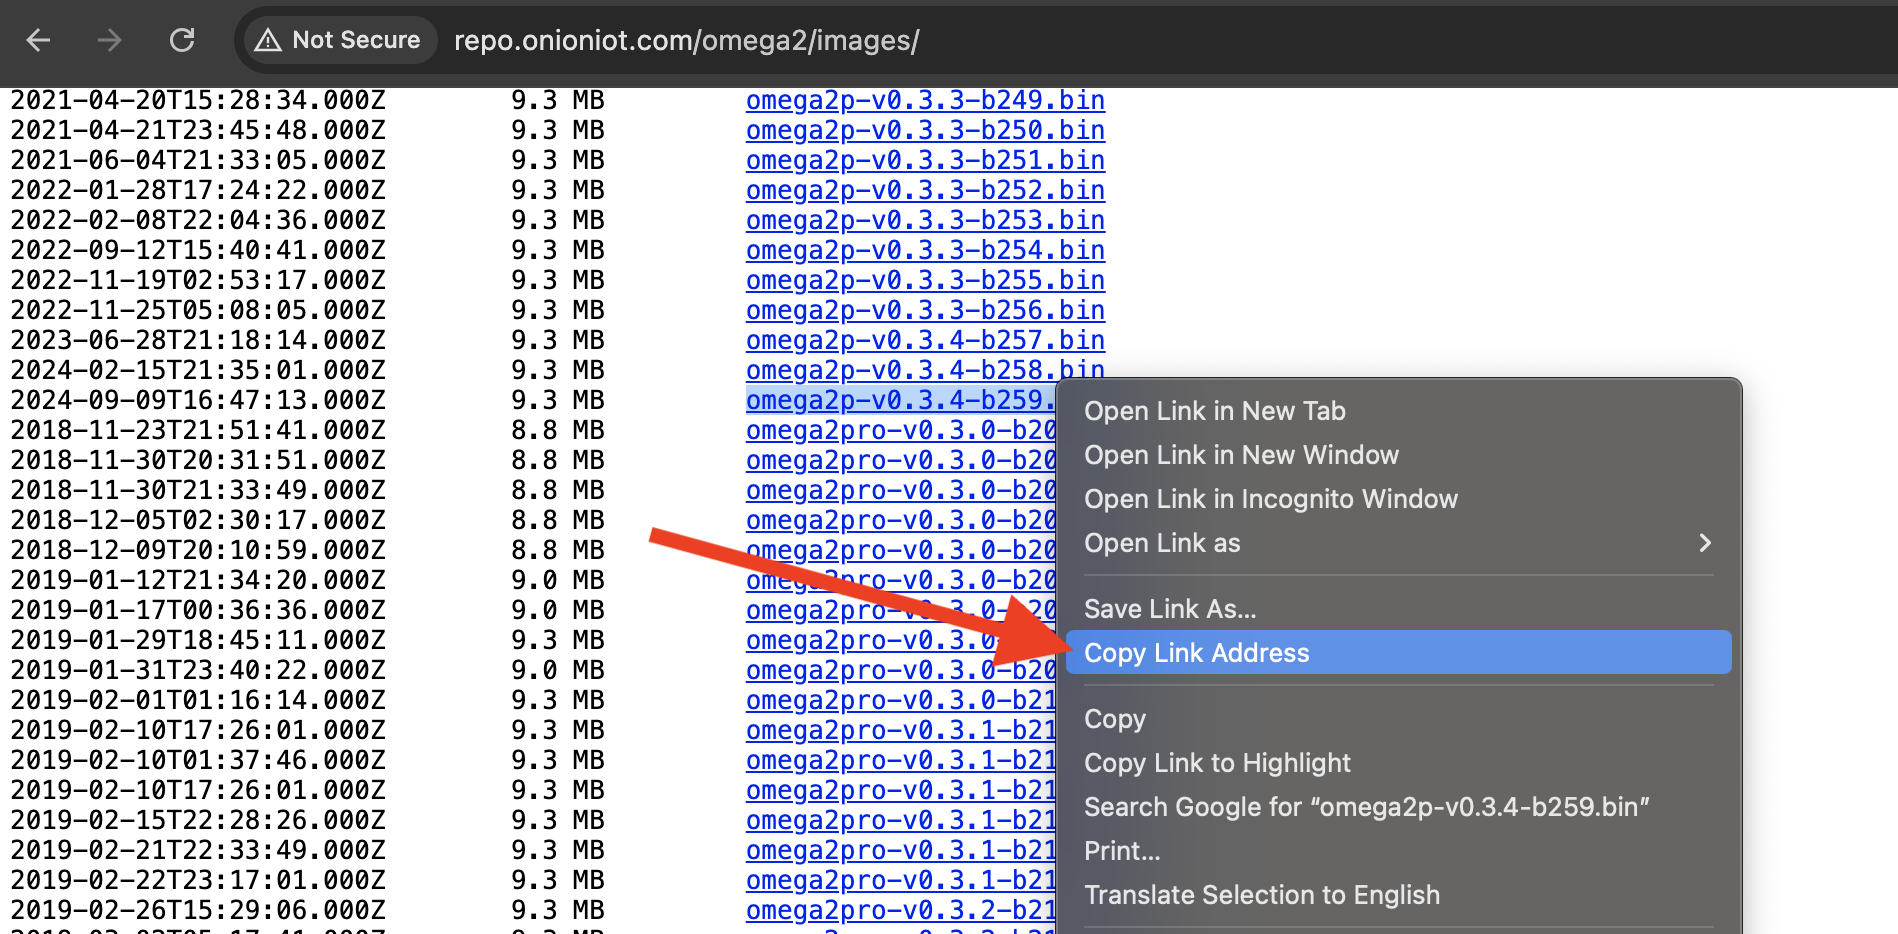 Not Secure repo.onioniot.com/omega2/images/
2021-04-20T15:28:34.000Z 9.3 MB omega2p-v0.3.3-b249.bin
2021-04-21T23:45:48.000Z 9.3 MB omega2p-v0.3.3-b250.bin
2021-06-04T21:33:05.000Z 9.3 MB omega2p-v0.3.3-b251.bin
2022-01-28T17:24:22.000Z 9.3 MB omega2p-v0.3.3-b252.bin
2022-02-08T22:04:36.000Z 9.3 MB omega2p-v0.3.3-b253.bin
2022-09-12T15:40:41.000Z 9.3 MB omega2p-v0.3.3-b254.bin
2022-11-19T02:53:17.000Z 9.3 MB omega2p-v0.3.3-b255.bin
2022-11-25T05:08:05.000Z 9.3 MB omega2p-v0.3.3-b256.bin
2023-06-28T21:18:14.000Z 9.3 MB omega2p-v0.3.4-b257.bin
2024-02-15T21:35:01.000Z 9.3 MB omega2p-v0.3.4-b258.bin
2024-09-09T16:47:13.000Z 9.3 MB omega2p-v0.3.4-b259.
2018-11-23T21:51:41.000Z 8.8 MB omega2pro-v0.3.0-b20
2018-11-30T20:31:51.000Z 8.8 MB omega2pro-v0.3.0-b20
2018-11-30T21:33:49.000Z 8.8 MB omega2pro-v0.3.0-b20
2018-12-05T02:30:17.000Z 8.8 MB omega2pro-v0.3.0-b20
2018-12-09T20:10:59.000Z 8.8 MB omega2pro-v0.3.0-b20
2019-01-12T21:34:20.000Z 9.0 MB omega2pro-v0.3.0-b20
2019-01-17T00:36:36.000Z 9.0 MB omega2pro-v0.3.0-b20
2019-01-29T18:45:11.000Z 9.3 MB omega2pro-v0.3.0
2019-01-31T23:40:22.000Z 9.0 MB omega2pro-v0.3.0-b20
2019-02-01T01:16:14.000Z 9.3 MB omega2pro-v0.3.0-b21
2019-02-10T17:26:01.000Z 9.3 MB omega2pro-v0.3.1-b21
2019-02-10T01:37:46.000Z 9.3 MB omega2pro-v0.3.1-b21
2019-02-10T17:26:01.000Z 9.3 MB omega2pro-v0.3.1-b21
2019-02-15T22:28:26.000Z 9.3 MB omega2pro-v0.3.1-b21
2019-02-21T22:33:49.000Z 9.3 MB omega2pro-v0.3.1-b21
2019-02-22T23:17:01.000Z 9.3 MB omega2pro-v0.3.1-b21
2019-02-26T15:29:06.000Z 9.3 MB omega2pro-v0.3.2-b21
Open Link in New Tab
Open Link in New Window
Open Link in Incognito Window
Open Link as
Save Link As...
Copy Link Address
Copy
Copy Link to Highlight
Search Google for “omega2p-v0.3.4-b259.bin”
Print...
Translate Selection to English